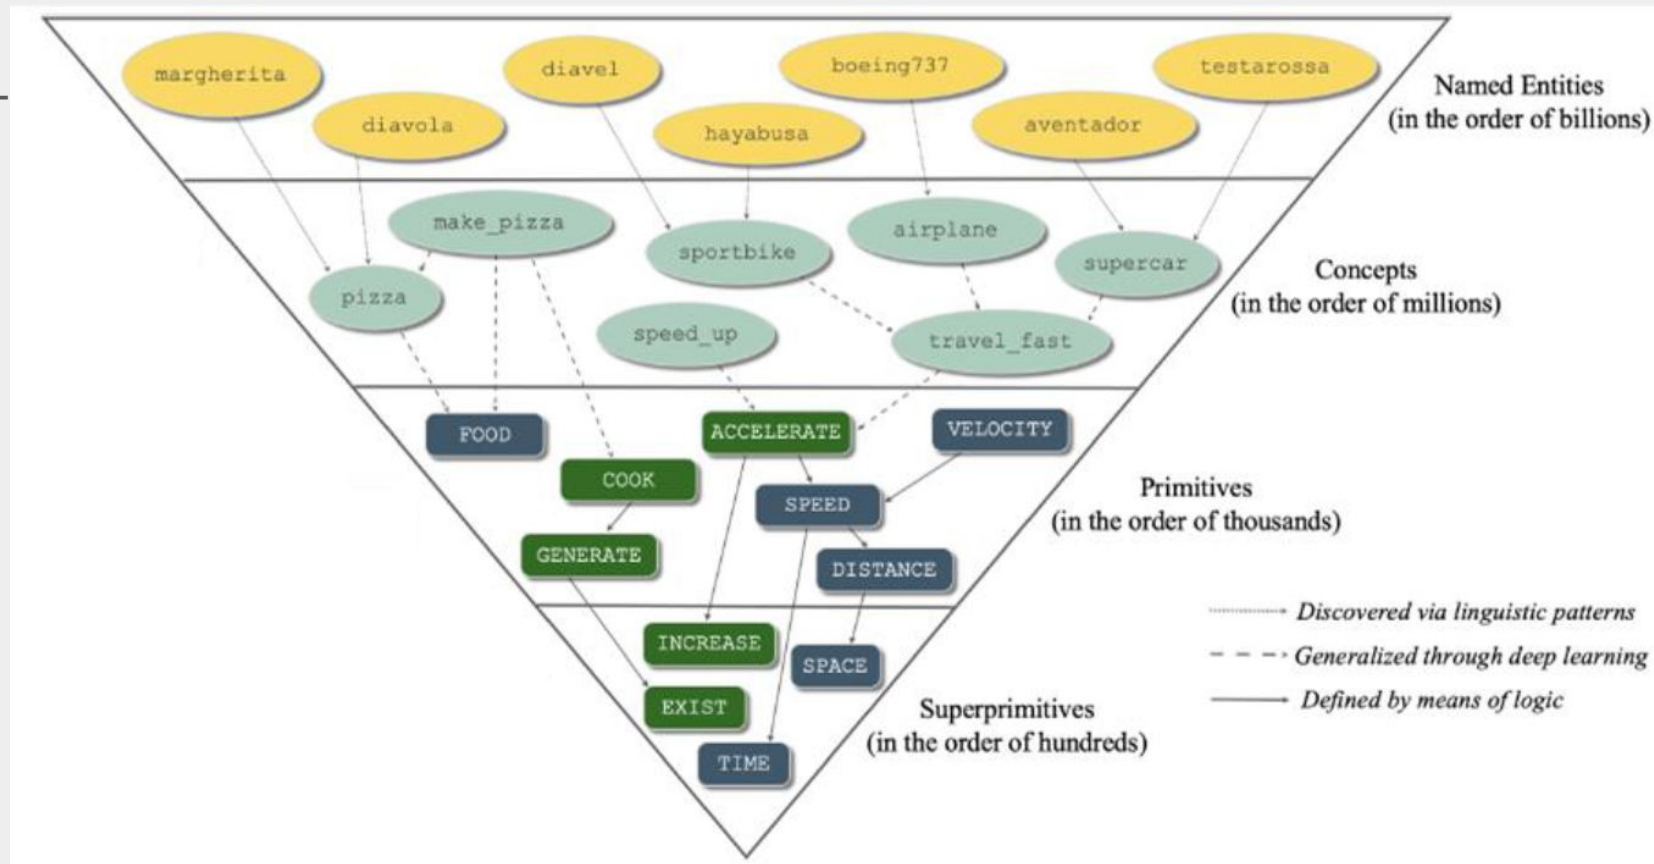 margherita
diavel
boeing737
testarossa
diavola
hayabusa
aventador
Named Entities
(in the order of billions)
make_pizza
sportbike
airplane
supercar
pizza
speed_up
travel_fast
Concepts
(in the order of millions)
FOOD
ACCELERATE
VELOCITY
COOK
SPEED
GENERATE
DISTANCE
Primitives
(in the order of thousands)
INCREASE
SPACE
EXIST
TIME
Superprimitives
(in the order of hundreds)
Discovered via linguistic patterns
Generalized through deep learning
Defined by means of logic